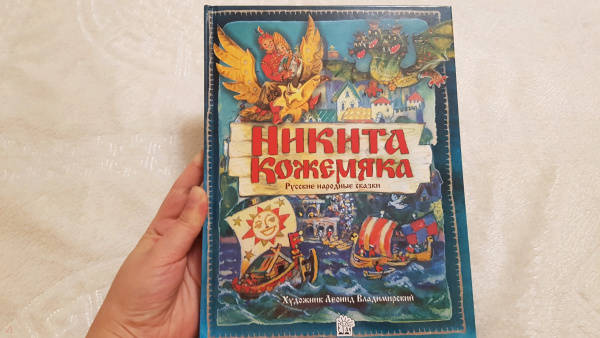 Никита
Кожемяка
Русские народные сказки
Художник Леонид Владимирский